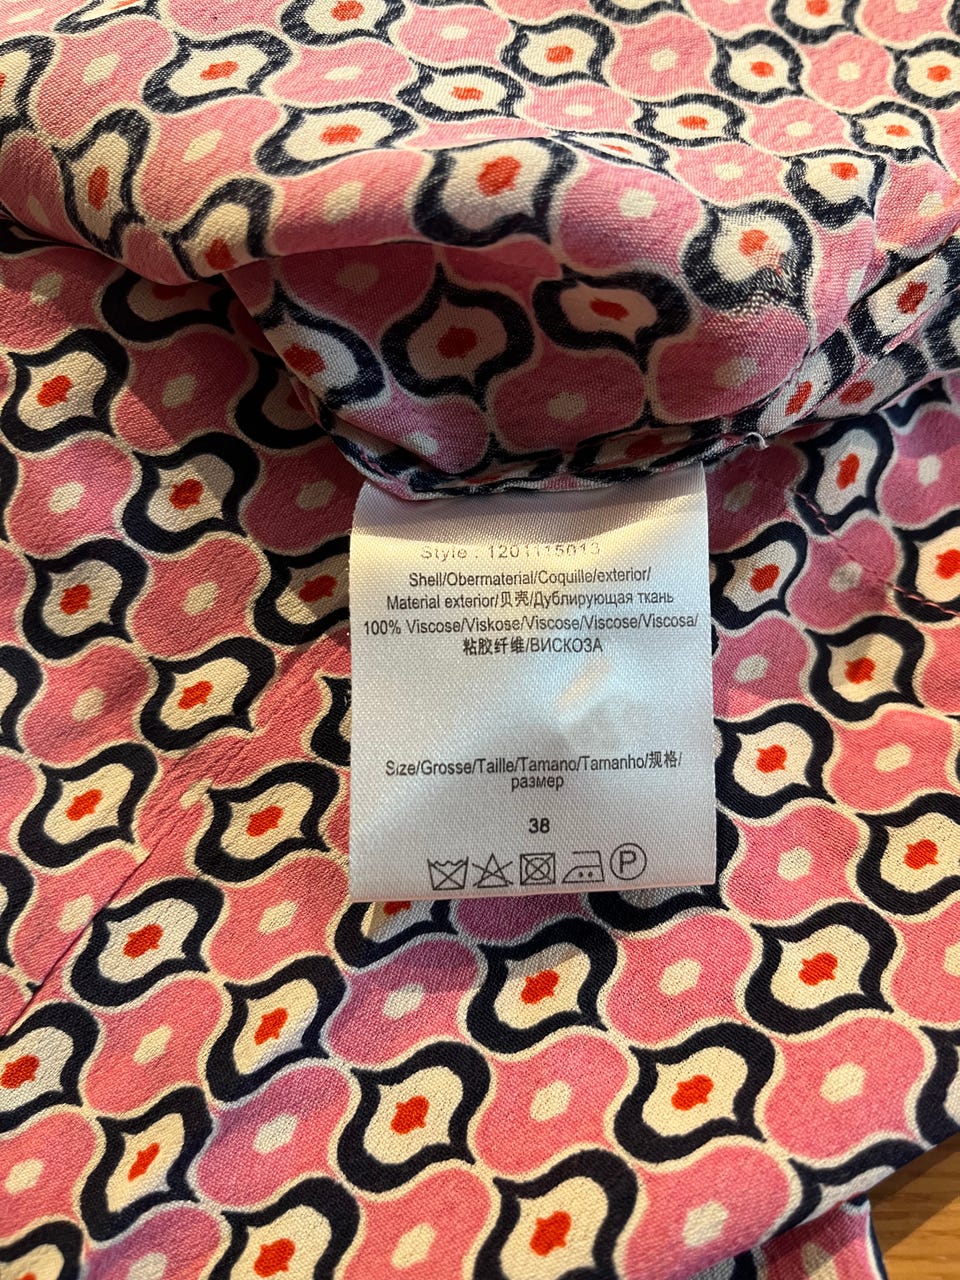 Style : 1201115013
Shell/Obermaterial/Coquille/exterior/
Material exterior/贝壳/Дублирующая ткань
100% Viscose/Viskose/Viscose/Viscose/Viscosa/
粘胶纤维/ВИСКОЗА
Size/Grosse/Taille/Tamano/Tamanho/规格/
размер
38
P